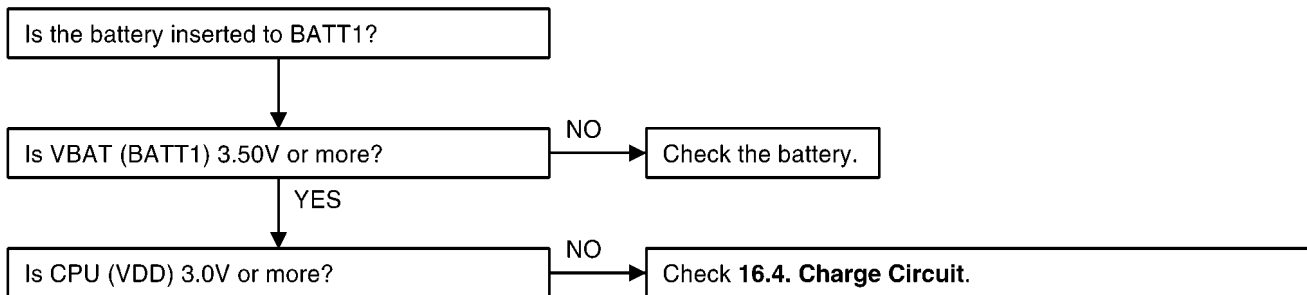 Is the battery inserted to BATT1?
NO
Is VBAT (BATT1) 3.50V or more?
Check the battery.
YES
NO
Is CPU (VDD) 3.0V or more?
Check 16.4. Charge Circuit.